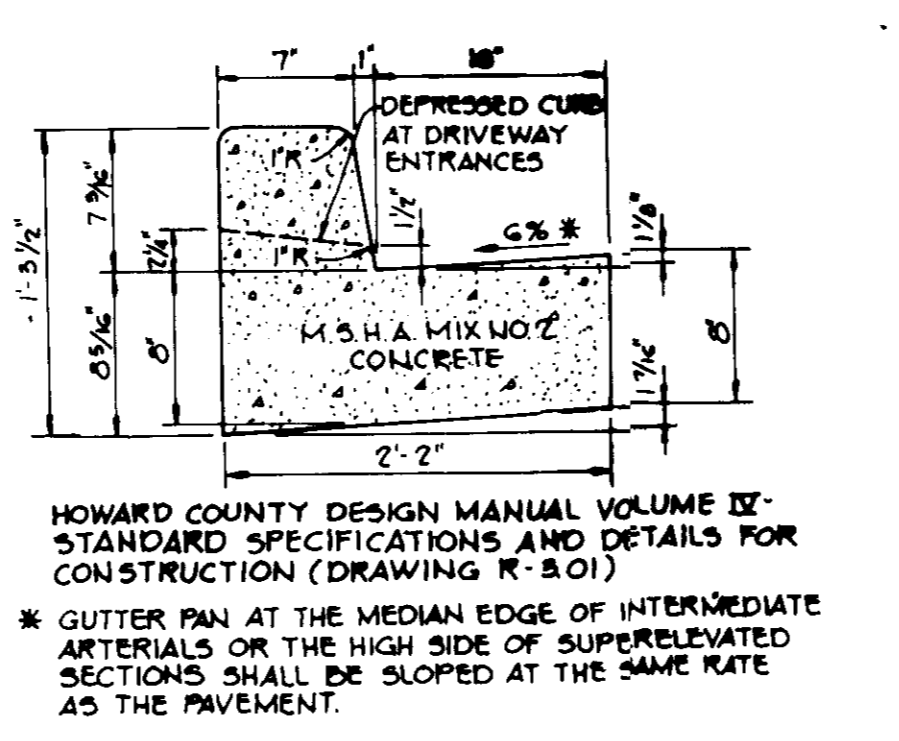 7" 1" 18"
DEPRESSED CURB
AT DRIVEWAY
ENTRANCES
1"R
1'-3 1/2"
7 3/16"
2 1/4"
1 1/2"
6% *
1 1/8"
1"R
8 5/16"
8"
M.S.H.A. MIX NO. 2
CONCRETE
8"
1 7/16"
2'-2"
HOWARD COUNTY DESIGN MANUAL VOLUME IV-
STANDARD SPECIFICATIONS AND DETAILS FOR
CONSTRUCTION (DRAWING R-3.01)
* GUTTER PAN AT THE MEDIAN EDGE OF INTERMEDIATE
ARTERIALS OR THE HIGH SIDE OF SUPERELEVATED
SECTIONS SHALL BE SLOPED AT THE SAME RATE
AS THE PAVEMENT.